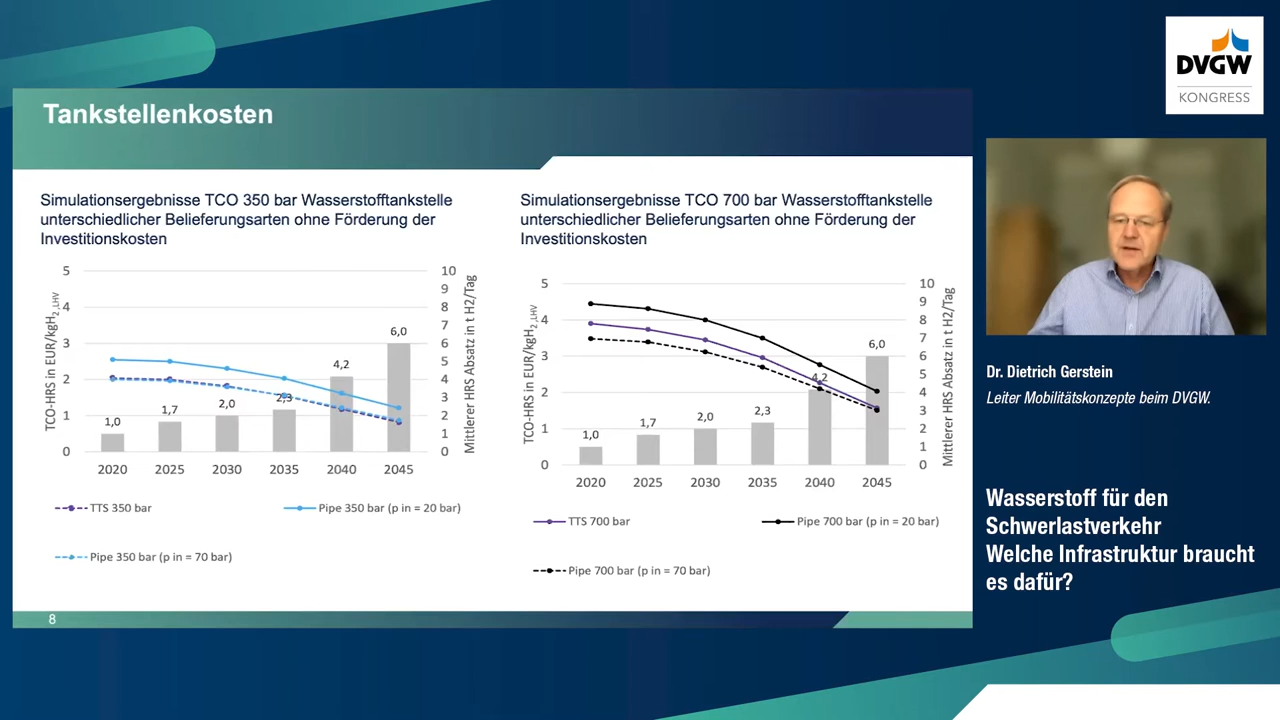 DVGW
KONGRESS
Tankstellenkosten
Simulationsergebnisse TCO 350 bar Wasserstofftankstelle
unterschiedlicher Belieferungsarten ohne Förderung der
Investitionskosten
TCO-HRS in EUR/kgH2,LHV
Mittlerer HRS Absatz in t H2/Tag
5
4
3
2
1
0
10
9
8
7
6
5
4
3
2
1
0
1,0
1,7
2,0
2,3
4,2
6,0
2020 2025 2030 2035 2040 2045
TTS 350 bar
Pipe 350 bar (p in = 20 bar)
Pipe 350 bar (p in = 70 bar)
Simulationsergebnisse TCO 700 bar Wasserstofftankstelle
unterschiedlicher Belieferungsarten ohne Förderung der
Investitionskosten
TCO-HRS in EUR/kgH2,LHV
Mittlerer HRS Absatz in t H2/Tag
5
4
3
2
1
0
10
9
8
7
6
5
4
3
2
1
0
1,0
1,7
2,0
2,3
4,2
6,0
2020 2025 2030 2035 2040 2045
TTS 700 bar
Pipe 700 bar (p in = 20 bar)
Pipe 700 bar (p in = 70 bar)
8
Dr. Dietrich Gerstein
Leiter Mobilitätskonzepte beim DVGW.
Wasserstoff für den
Schwerlastverkehr
Welche Infrastruktur braucht
es dafür?